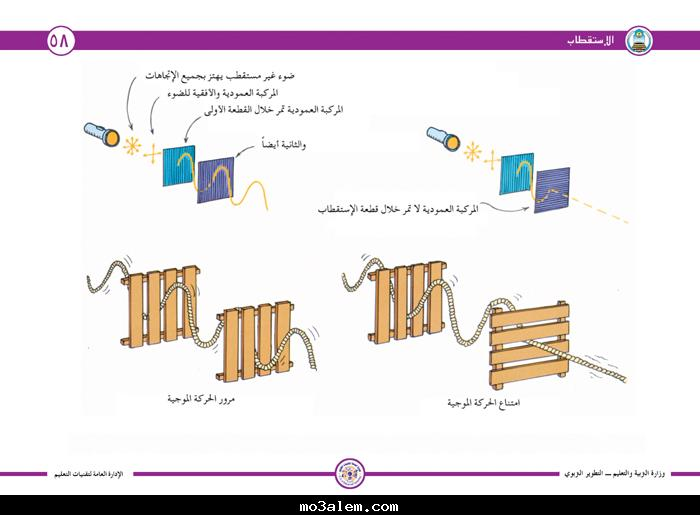 الإستقطاب
٥٨
ضوء غير مستقطب يهتز بجميع الإتجاهات
المركبة العمودية والأفقية للضوء
المركبة العمودية تمر خلال القطعة الأولى
والثانية أيضاً
المركبة العمودية لا تمر خلال قطعة الإستقطاب
مرور الحركة الموجية
امتناع الحركة الموجية
وزارة التربية والتعليم ــ التطوير التربوي
الإدارة العامة لتقنيات التعليم
mo3alem.com